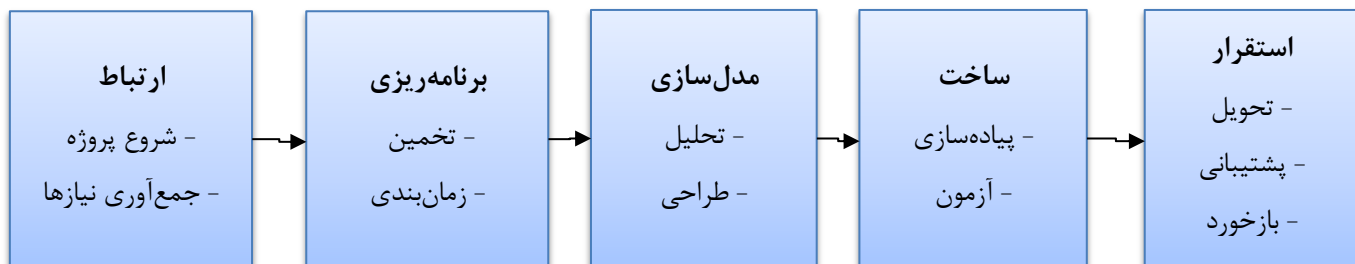 ارتباط
- شروع پروژه
- جمع‌آوری نیازها
برنامه‌ریزی
- تخمین
- زمان‌بندی
مدل‌سازی
- تحلیل
- طراحی
ساخت
- پیاده‌سازی
- آزمون
استقرار
- تحویل
- پشتیبانی
- بازخورد